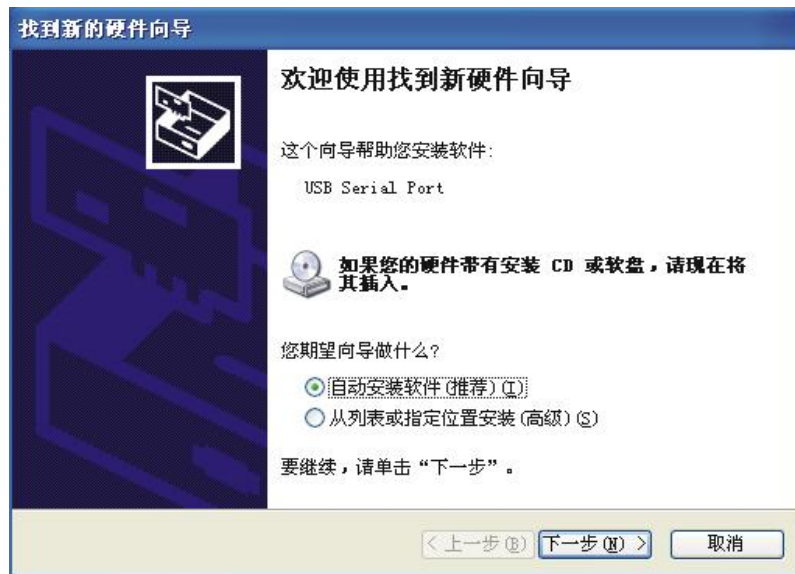 找到新的硬件向导
欢迎使用找到新硬件向导
这个向导帮助您安装软件:
USB Serial Port
如果您的硬件带有安装 CD 或软盘，请现在将
其插入。
您期望向导做什么?
自动安装软件(推荐)(I)
从列表或指定位置安装(高级)(S)
要继续，请单击“下一步”。
< 上一步(B)
下一步(N) >
取消